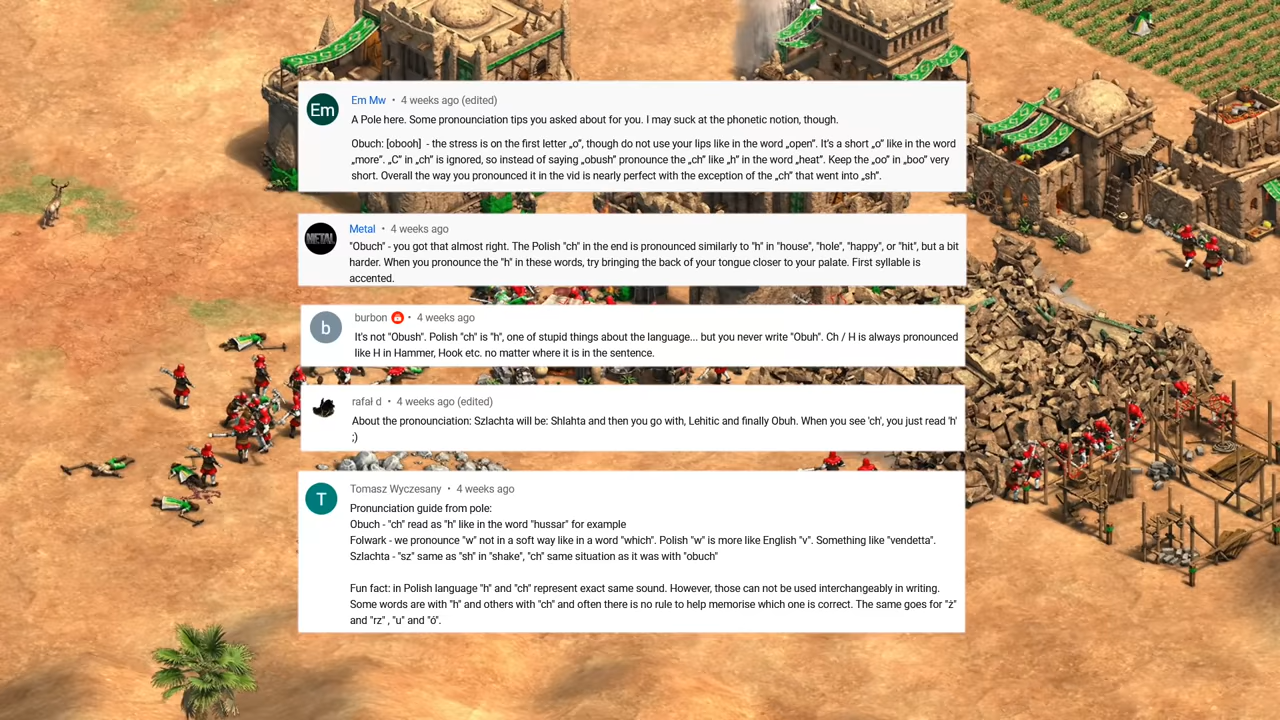 Em
Em Mw • 4 weeks ago (edited)
A Pole here. Some pronounciation tips you asked about for you. I may suck at the phonetic notion, though.
Obuch: [obooh] - the stress is on the first letter „o”, though do not use your lips like in the word „open”. It's a short „o” like in the word
„more”. „C” in „ch” is ignored, so instead of saying „obush” pronounce the „ch” like „h” in the word „heat”. Keep the „oo” in „boo” very
short. Overall the way you pronounced it in the vid is nearly perfect with the exception of the „ch” that went into „sh”.
METAL
Metal • 4 weeks ago
"Obuch" - you got that almost right. The Polish "ch" in the end is pronounced similarly to "h" in "house", "hole", "happy", or "hit", but a bit
harder. When you pronounce the "h" in these words, try bringing the back of your tongue closer to your palate. First syllable is
accented.
b
burbon • 4 weeks ago
It's not "Obush". Polish "ch" is "h", one of stupid things about the language... but you never write "Obuh". Ch / H is always pronounced
like H in Hammer, Hook etc. no matter where it is in the sentence.
rafał d • 4 weeks ago (edited)
About the pronounciation: Szlachta will be: Shlahta and then you go with, Lehitic and finally Obuh. When you see 'ch', you just read 'h'
;)
T
Tomasz Wyczesany • 4 weeks ago
Pronunciation guide from pole:
Obuch - "ch" read as "h" like in the word "hussar" for example
Folwark - we pronounce "w" not in a soft way like in a word "which". Polish "w" is more like English "v". Something like "vendetta".
Szlachta - "sz" same as "sh" in "shake", "ch" same situation as it was with "obuch"
Fun fact: in Polish language "h" and "ch" represent exact same sound. However, those can not be used interchangeably in writing.
Some words are with "h" and others with "ch" and often there is no rule to help memorise which one is correct. The same goes for "ż"
and "rz" , "u" and "ó".